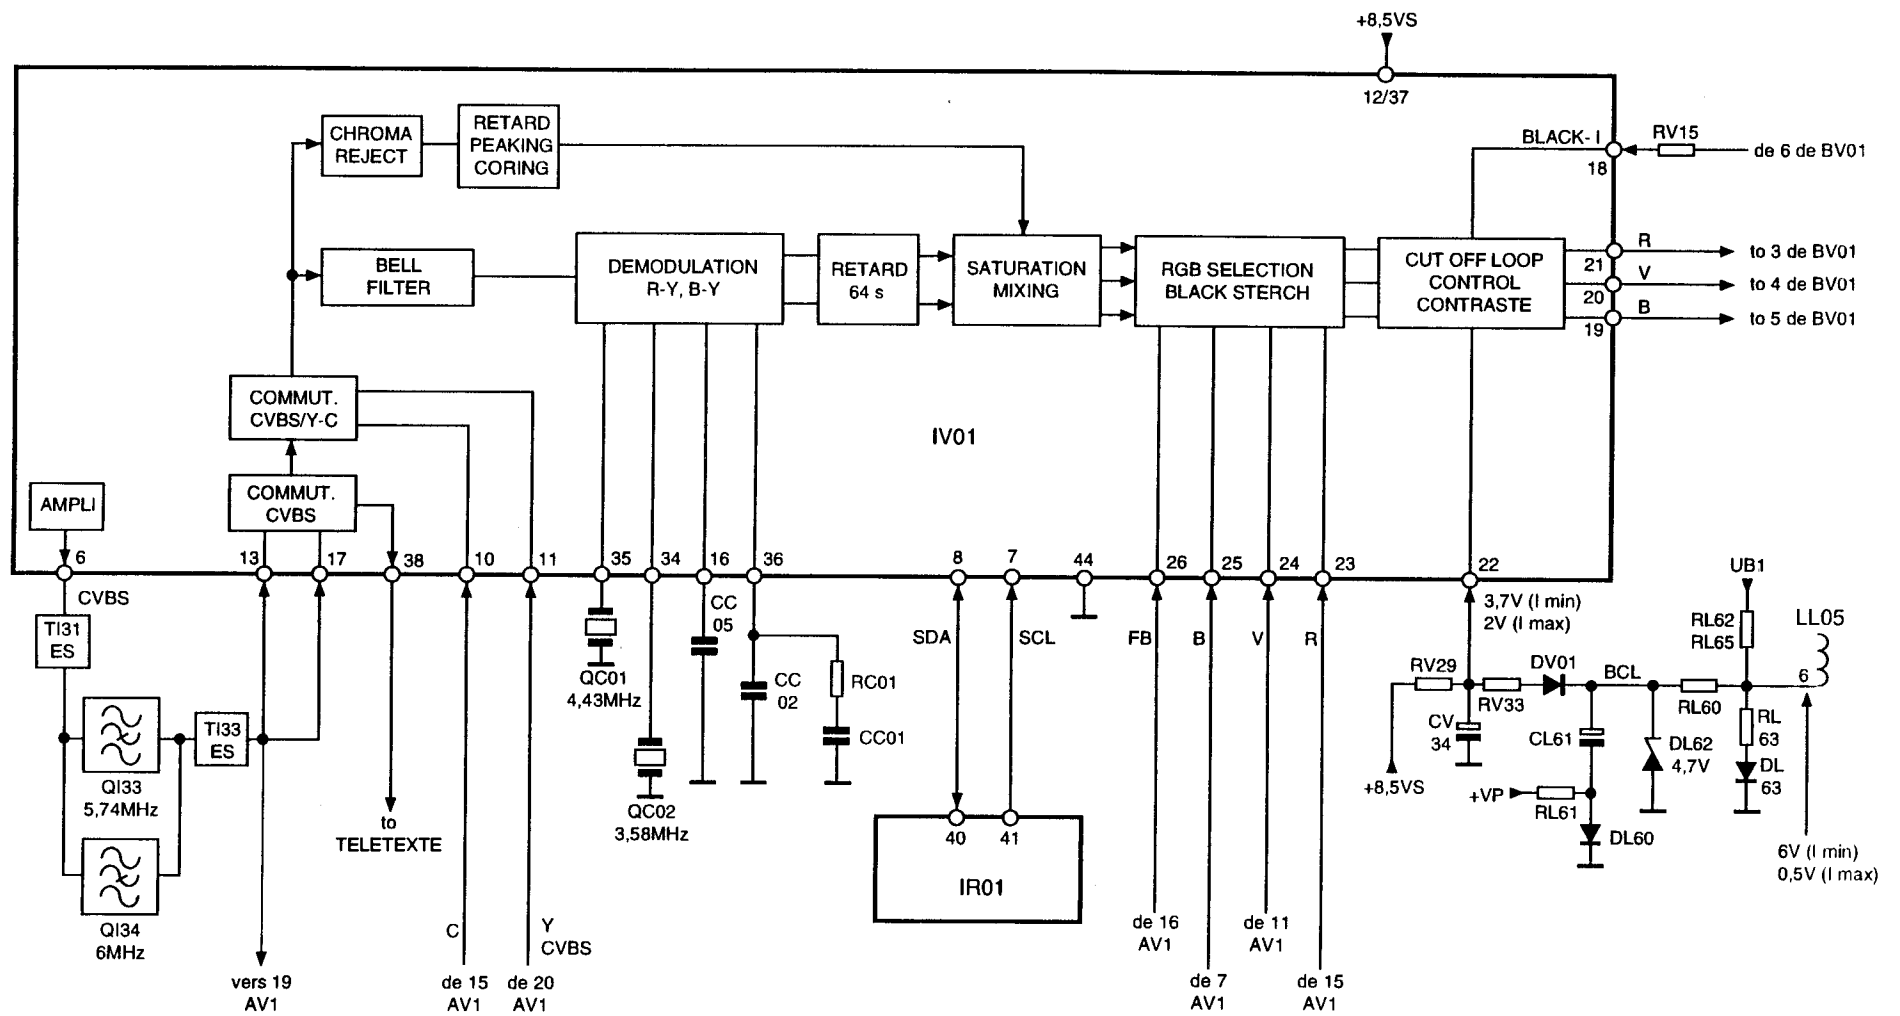 +8,5VS
12/37
CHROMA
REJECT
RETARD
PEAKING
CORING
BLACK- I
18
RV15
de 6 de BV01
BELL
FILTER
DEMODULATION
R-Y, B-Y
RETARD
64 s
SATURATION
MIXING
RGB SELECTION
BLACK STERCH
CUT OFF LOOP
CONTROL
CONTRASTE
R
21
to 3 de BV01
V
20
to 4 de BV01
B
19
to 5 de BV01
COMMUT.
CVBS/Y-C
IV01
COMMUT.
CVBS
AMPLI
6
13
17
38
10
11
35
34
16
36
8
7
44
26
25
24
23
22
CVBS
TI31
ES
QI33
5,74MHz
TI33
ES
QI34
6MHz
vers 19
AV1
to
TELETEXTE
C
de 15
AV1
Y
CVBS
de 20
AV1
QC01
4,43MHz
QC02
3,58MHz
CC
05
CC
02
RC01
CC01
SDA
SCL
40
41
IR01
FB
B
V
R
de 16
AV1
de 7
AV1
de 11
AV1
de 15
AV1
3,7V (I min)
2V (I max)
UB1
RL62
RL65
LL05
6
RV29
RV33
DV01
BCL
RL60
CV
34
+8,5VS
CL61
DL62
4,7V
RL
63
DL
63
+VP
RL61
DL60
6V (I min)
0,5V (I max)